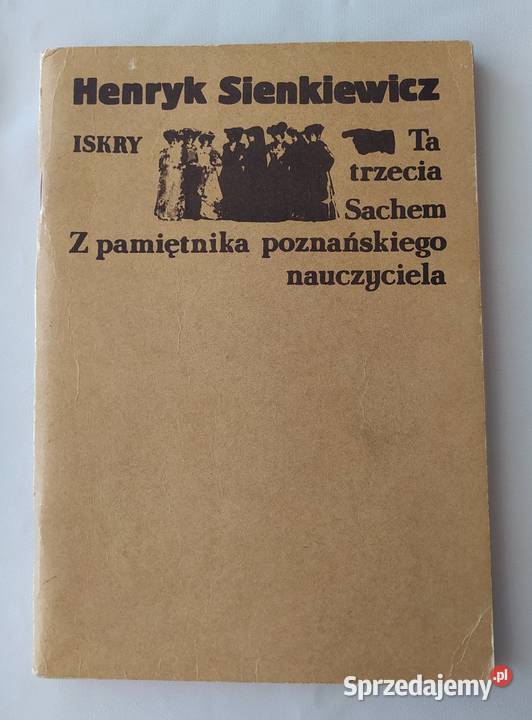 Henryk Sienkiewicz
ISKRY
Ta
trzecia
Sachem
Z pamiętnika poznańskiego
nauczyciela
Sprzedajemy.pl